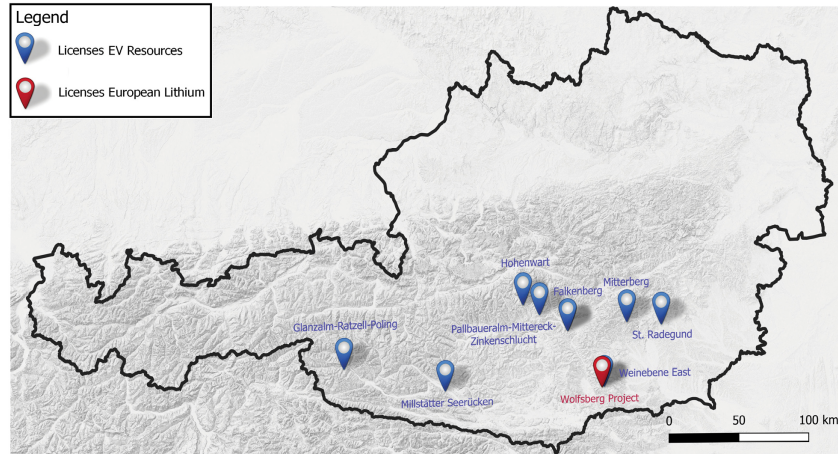 Legend
Licenses EV Resources
Licenses European Lithium
Hohenwart
Falkenberg
Mitterberg
Pallbaueralm-Mittereck-
Zinkenschlucht
St. Radegund
Glanzalm-Ratzell-Poling
Millstätter Seerücken
Weinebene East
Wolfsberg Project
0 50 100 km